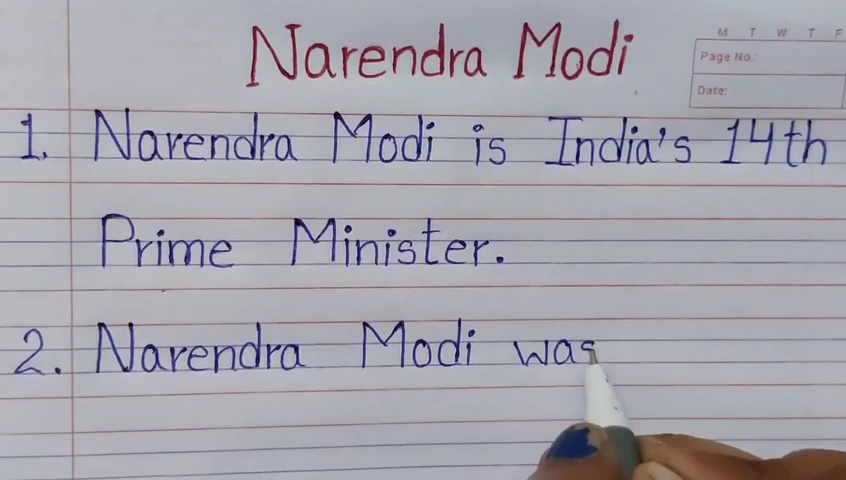 M T W T F
Narendra Modi
Page No.:
Date:
1. Narendra Modi is India's 14th
Prime Minister.
2. Narendra Modi was